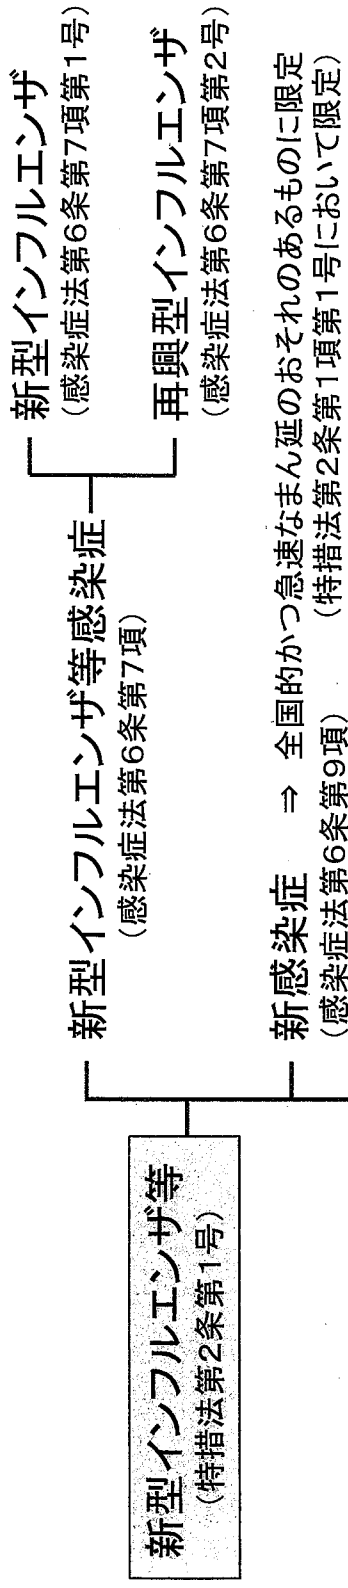 新型インフルエンザ等
(特措法第2条第1号)
新型インフルエンザ等感染症
(感染症法第6条第7項)
新型インフルエンザ
(感染症法第6条第7項第1号)
再興型インフルエンザ
(感染症法第6条第7項第2号)
新感染症 ⇒ 全国的かつ急速なまん延のおそれのあるものに限定
(感染症法第6条第9項) (特措法第2条第1項第1号において限定)